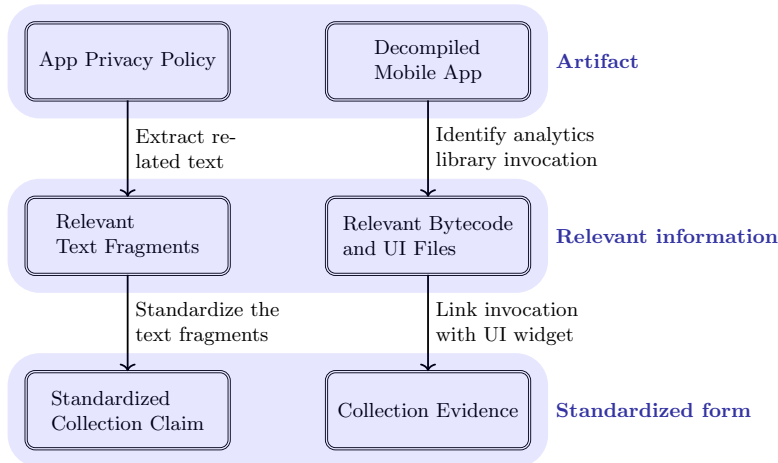 App Privacy Policy
Decompiled
Mobile App
Artifact
Extract re-
lated text
Identify analytics
library invocation
Relevant
Text Fragments
Relevant Bytecode
and UI Files
Relevant information
Standardize the
text fragments
Link invocation
with UI widget
Standardized
Collection Claim
Collection Evidence
Standardized form